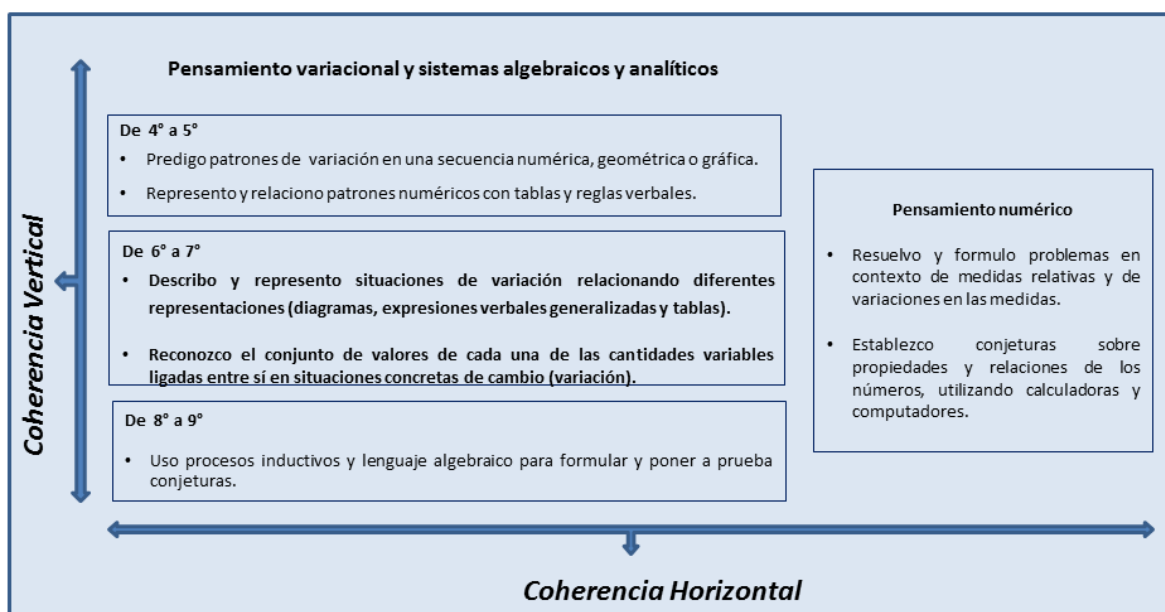 Pensamiento variacional y sistemas algebraicos y analíticos
De 4° a 5°
• Predigo patrones de variación en una secuencia numérica, geométrica o gráfica.
• Represento y relaciono patrones numéricos con tablas y reglas verbales.
De 6° a 7°
• Describo y represento situaciones de variación relacionando diferentes
representaciones (diagramas, expresiones verbales generalizadas y tablas).
• Reconozco el conjunto de valores de cada una de las cantidades variables
ligadas entre sí en situaciones concretas de cambio (variación).
De 8° a 9°
• Uso procesos inductivos y lenguaje algebraico para formular y poner a prueba
conjeturas.
Pensamiento numérico
• Resuelvo y formulo problemas en
contexto de medidas relativas y de
variaciones en las medidas.
• Establezco conjeturas sobre
propiedades y relaciones de los
números, utilizando calculadoras y
computadores.
Coherencia Vertical
Coherencia Horizontal